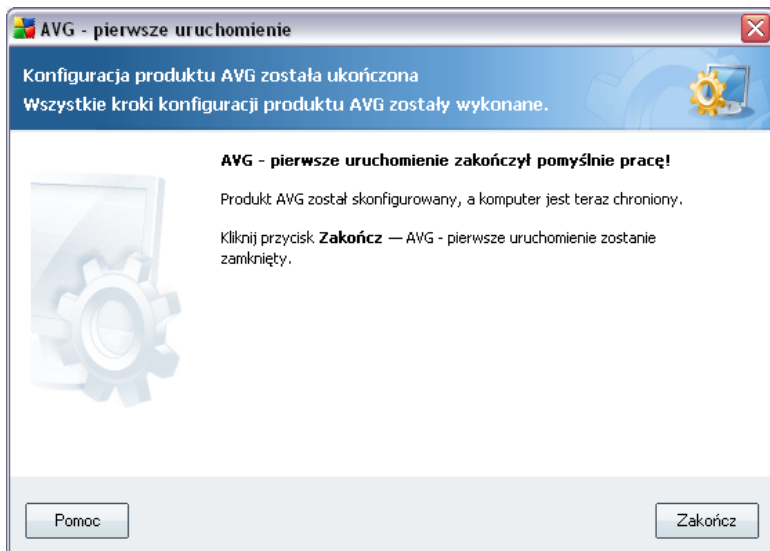 AVG - pierwsze uruchomienie
Konfiguracja produktu AVG została ukończona
Wszystkie kroki konfiguracji produktu AVG zostały wykonane.
AVG - pierwsze uruchomienie zakończył pomyślnie pracę!
Produkt AVG został skonfigurowany, a komputer jest teraz chroniony.
Kliknij przycisk Zakończ — AVG - pierwsze uruchomienie zostanie
zamknięty.
Pomoc
Zakończ